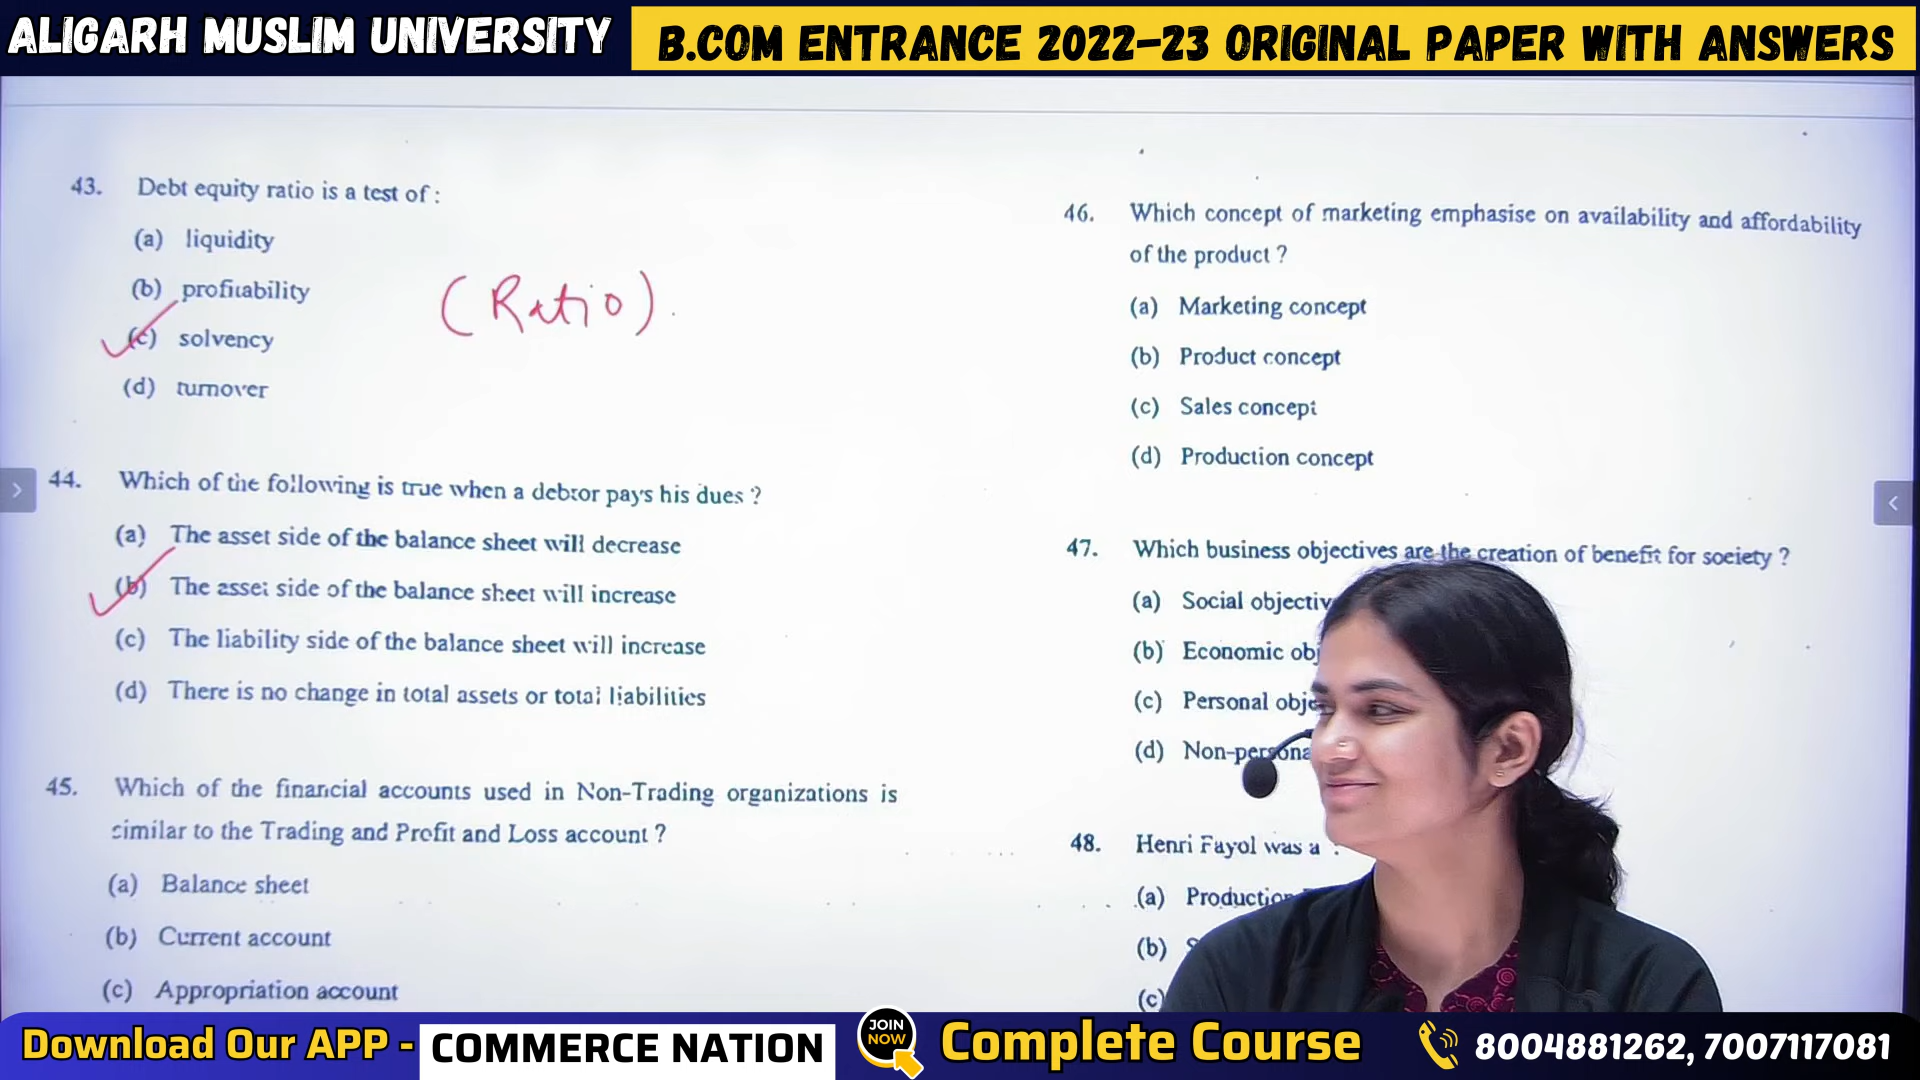 ALIGARH MUSLIM UNIVERSITY
B.COM ENTRANCE 2022-23 ORIGINAL PAPER WITH ANSWERS
43. Debt equity ratio is a test of :
(a) liquidity
(b) profitability
(c) solvency
(d) turnover
(Ratio).
44. Which of the following is true when a debtor pays his dues ?
(a) The asset side of the balance sheet will decrease
(b) The asset side of the balance sheet will increase
(c) The liability side of the balance sheet will increase
(d) There is no change in total assets or total liabilities
45. Which of the financial accounts used in Non-Trading organizations is
similar to the Trading and Profit and Loss account ?
(a) Balance sheet
(b) Current account
(c) Appropriation account
46. Which concept of marketing emphasise on availability and affordability
of the product ?
(a) Marketing concept
(b) Product concept
(c) Sales concept
(d) Production concept
47. Which business objectives are the creation of benefit for society ?
(a) Social
(b) Economic
(c) Personal
(d)
48. Henri Fayol was a :
(a) Production
(b)
(c)
Download Our APP - COMMERCE NATION
JOIN
NOW
Complete Course
8004881262, 7007117081